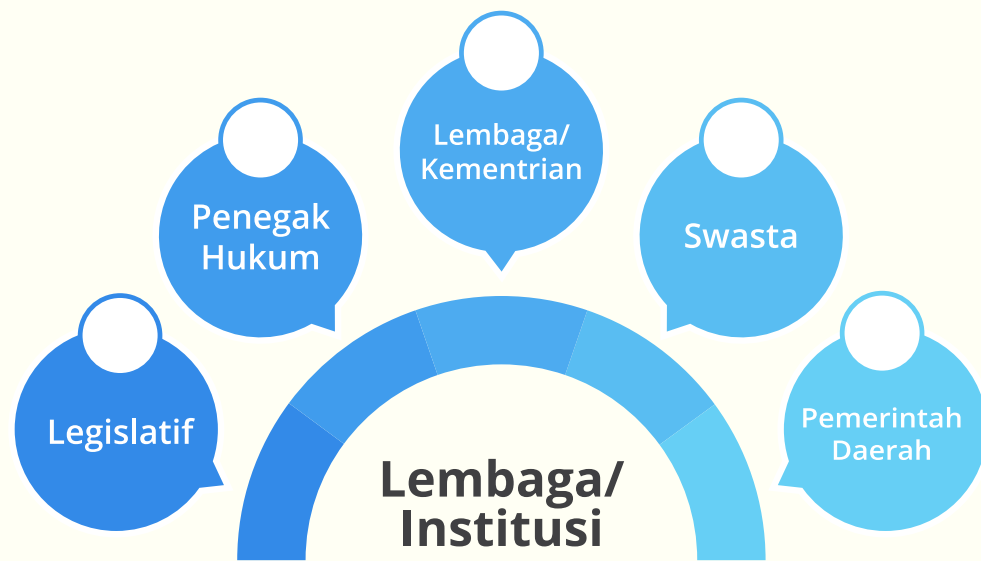 Lembaga/
Kementrian
Penegak
Hukum
Swasta
Legislatif
Pemerintah
Daerah
Lembaga/
Institusi